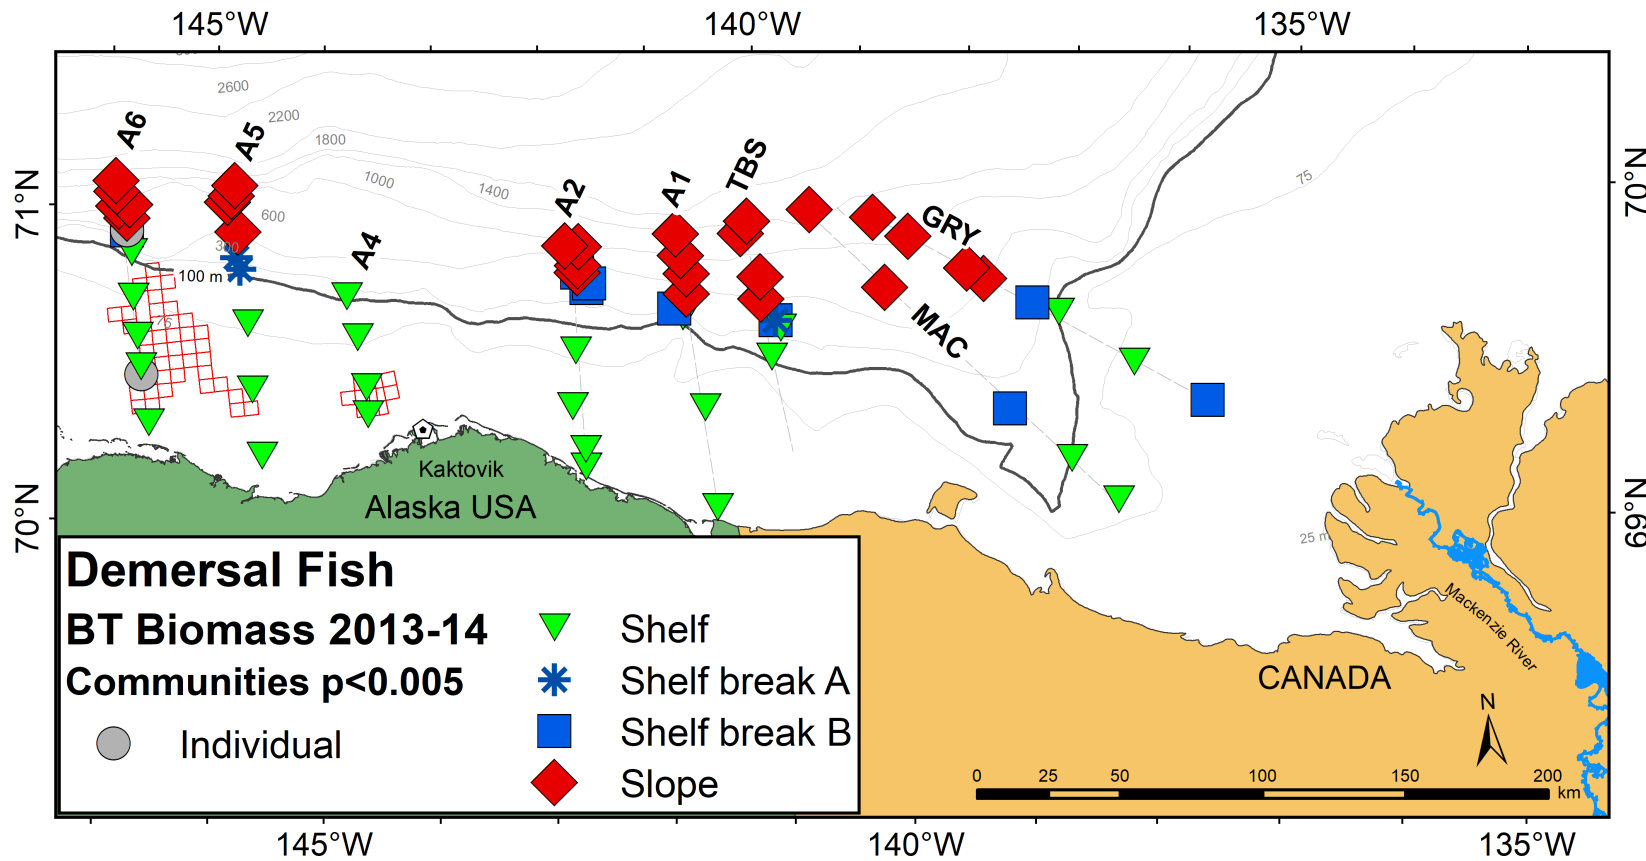 145°W 140°W 135°W
2600
2200
1800
1000
1400
600
300
75
A6
A5
A4
A2
A1
TBS
GRY
MAC
100 m
75
71°N
70°N
70°N
69°N
Kaktovik
Alaska USA
25 m
Mackenzie River
CANADA
N
Demersal Fish
BT Biomass 2013-14
Communities p<0.005
Individual
Shelf
Shelf break A
Shelf break B
Slope
0 25 50 100 150 200
km
145°W 140°W 135°W